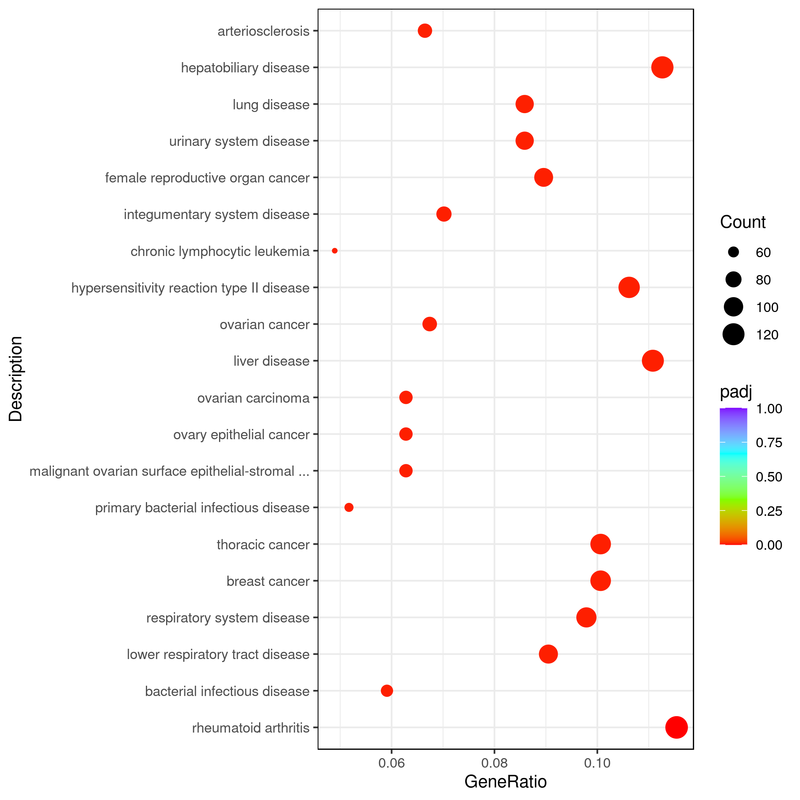 arteriosclerosis
hepatobiliary disease
lung disease
urinary system disease
female reproductive organ cancer
integumentary system disease
chronic lymphocytic leukemia
hypersensitivity reaction type II disease
ovarian cancer
liver disease
ovarian carcinoma
ovary epithelial cancer
malignant ovarian surface epithelial-stromal ...
primary bacterial infectious disease
thoracic cancer
breast cancer
respiratory system disease
lower respiratory tract disease
bacterial infectious disease
rheumatoid arthritis
Description
0.06 0.08 0.10
GeneRatio
Count
60
80
100
120
padj
1.00
0.75
0.50
0.25
0.00